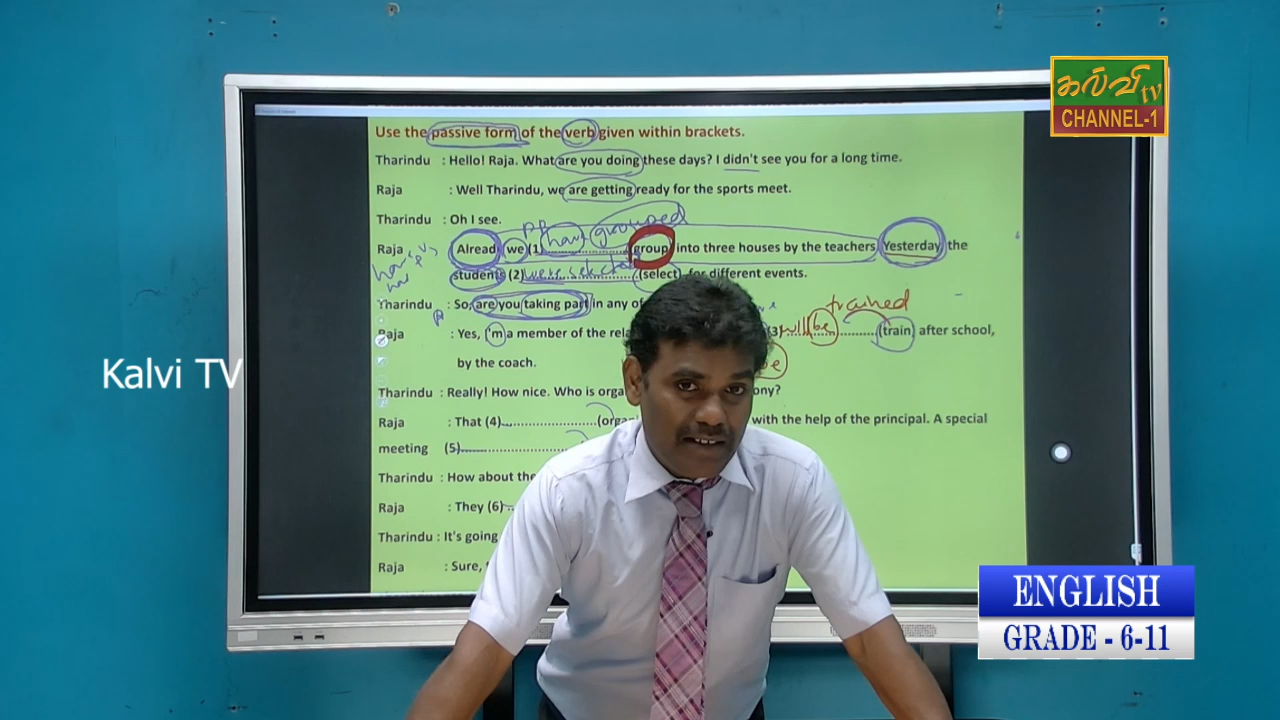 கல்வி tv
CHANNEL-1
Use the passive form of the verb given within brackets.
Tharindu : Hello! Raja. What are you doing these days? I didn't see you for a long time.
Raja : Well Tharindu, we are getting ready for the sports meet.
Tharindu : Oh I see.
PP
have grouped
Raja : Alread we (1).................... group into three houses by the teachers. Yesterday the
students (2).................... (select) for different events.
were
Tharindu : So, are you taking part in any of
trained
Raja : Yes, I'm a member of the (3) will be .................... (train) after school,
by the coach.
be
Tharindu : Really! How nice. Who is
Raja : That (4).................... with the help of the principal. A special
meeting (5)....................
Tharindu : How about the
Raja : They (6)
Tharindu : It's going
Raja : Sure,
Kalvi TV
ENGLISH
GRADE - 6-11